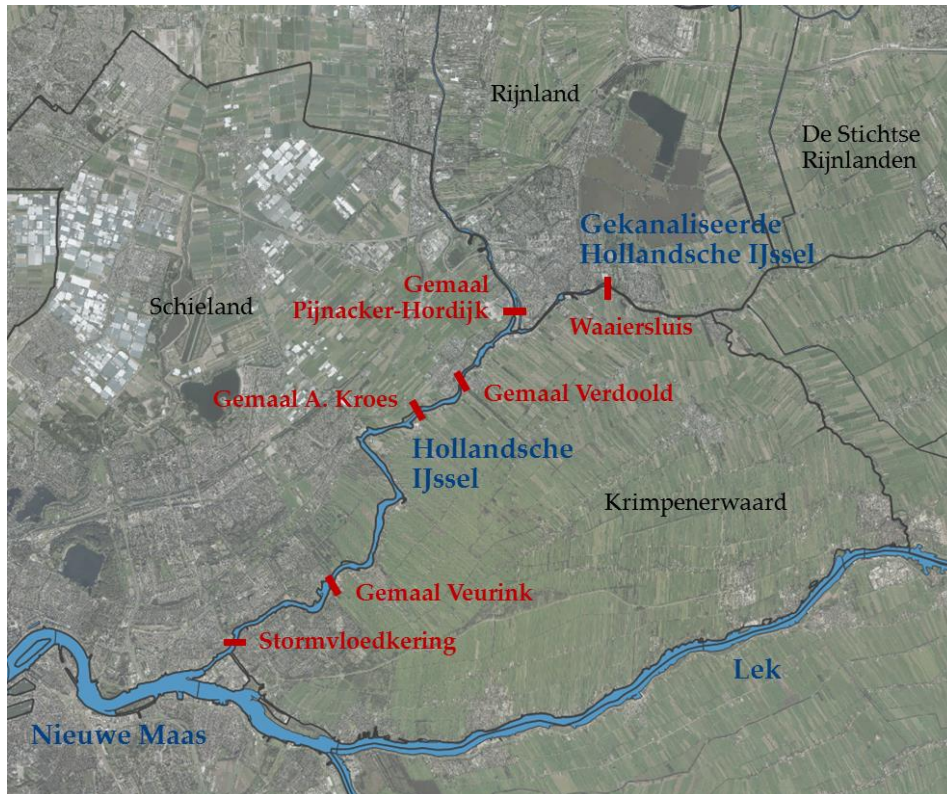 Rijnland
De Stichtse
Rijnlanden
Gekanaliseerde
Hollandsche IJssel
Gemaal
Pijnacker-Hordijk
Schieland
Waaiersluis
Gemaal A. Kroes
Gemaal Verdoold
Hollandsche
IJssel
Krimpenerwaard
Gemaal Veurink
Stormvloedkering
Lek
Nieuwe Maas